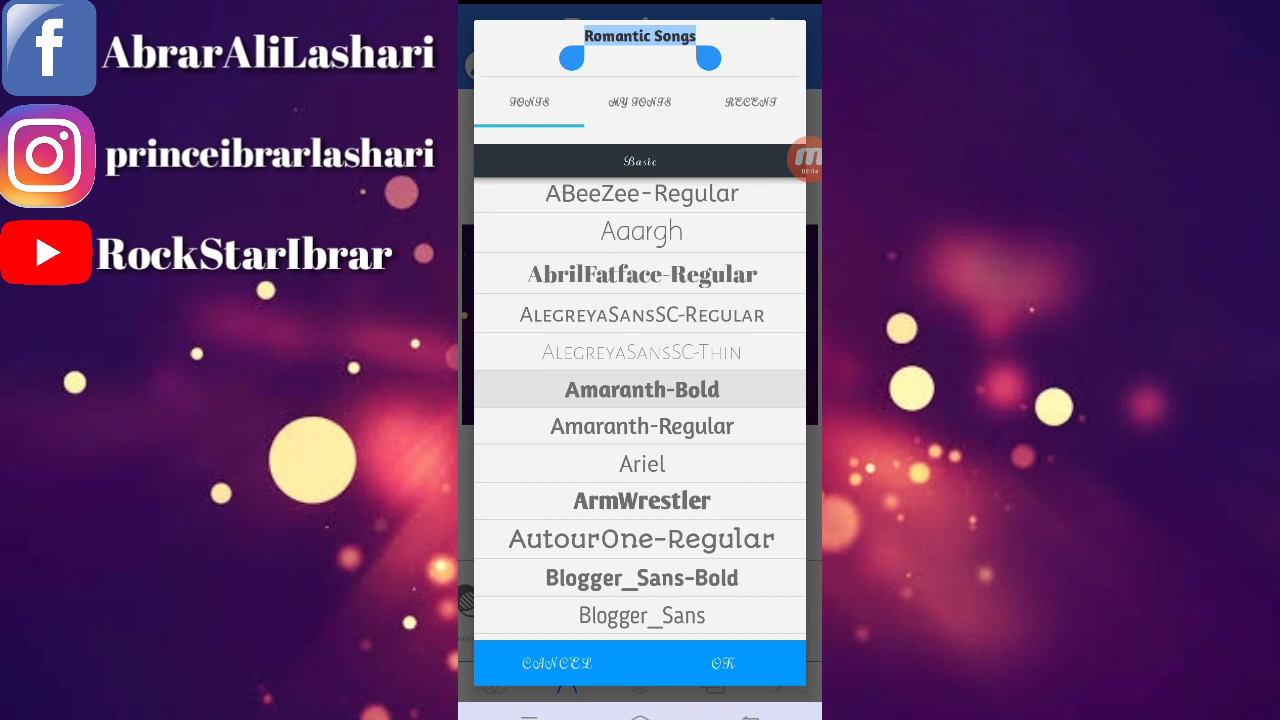 AbrarAliLashari
princeibrarlashari
RockStarIbrar
Romantic Songs
FONTS MY FONTS RECENT
Basic
ABeeZee-Regular
Aaargh
AbrilFatface-Regular
AlegreyaSansSC-Regular
AlegreyaSansSC-Thin
Amaranth-Bold
Amaranth-Regular
Ariel
ArmWrestler
AutourOne-Regular
Blogger_Sans-Bold
Blogger_Sans
CANCEL OK